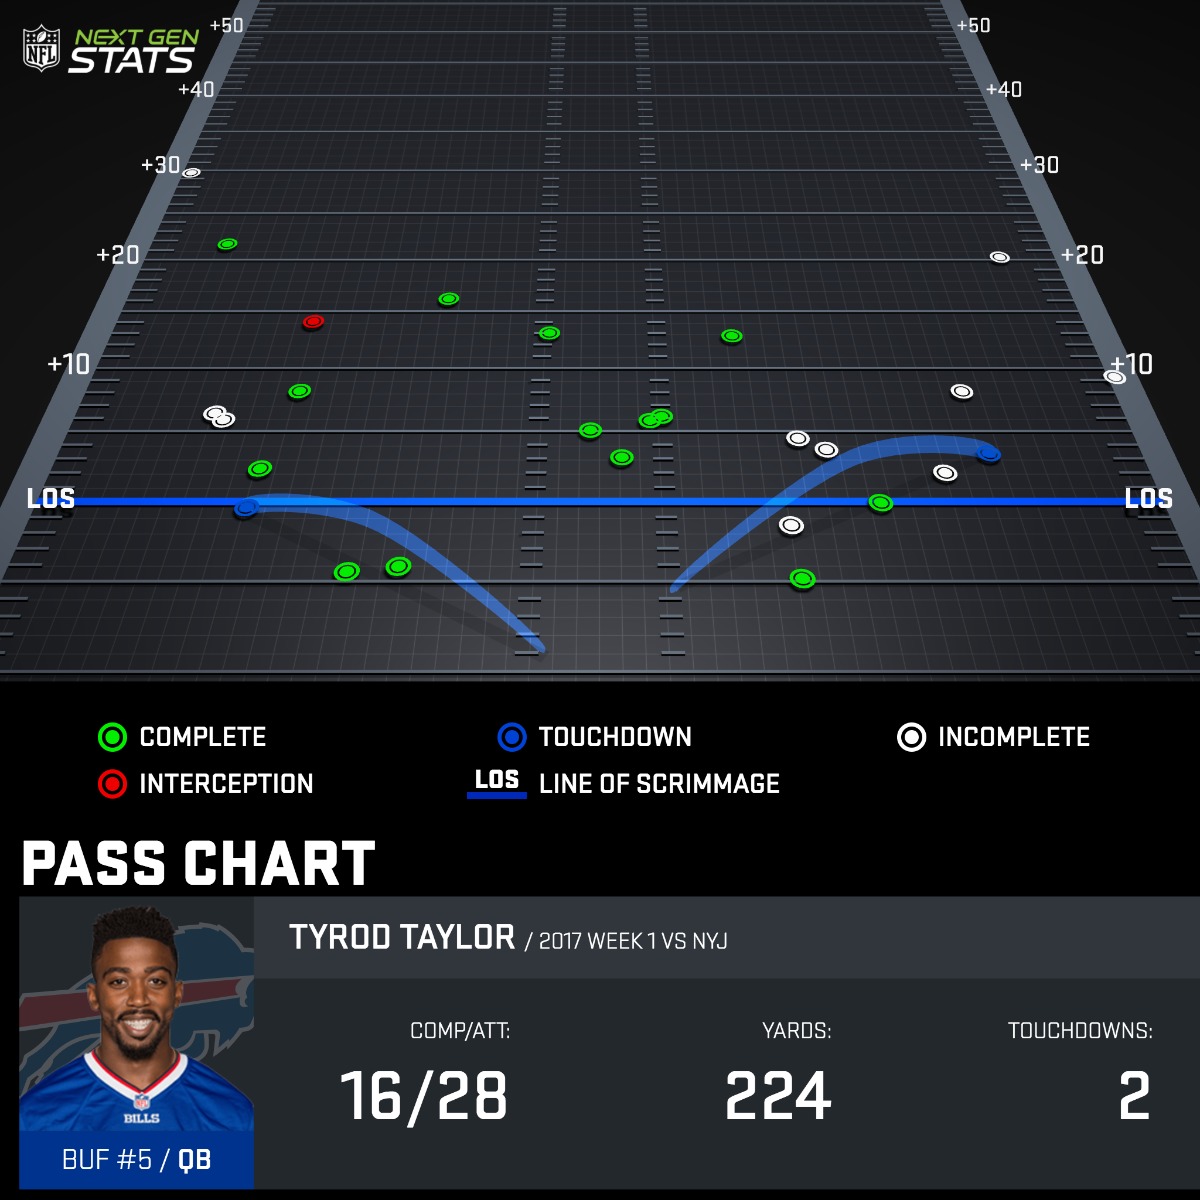 NFL NEXT GEN STATS
+50 +50
+40 +40
+30 +30
+20 +20
+10 +10
LOS LOS
COMPLETE TOUCHDOWN INCOMPLETE
INTERCEPTION LOS LINE OF SCRIMMAGE
PASS CHART
TYROD TAYLOR / 2017 WEEK 1 VS NYJ
COMP/ATT: YARDS: TOUCHDOWNS:
16/28 224 2
BILLS
BUF #5 / QB